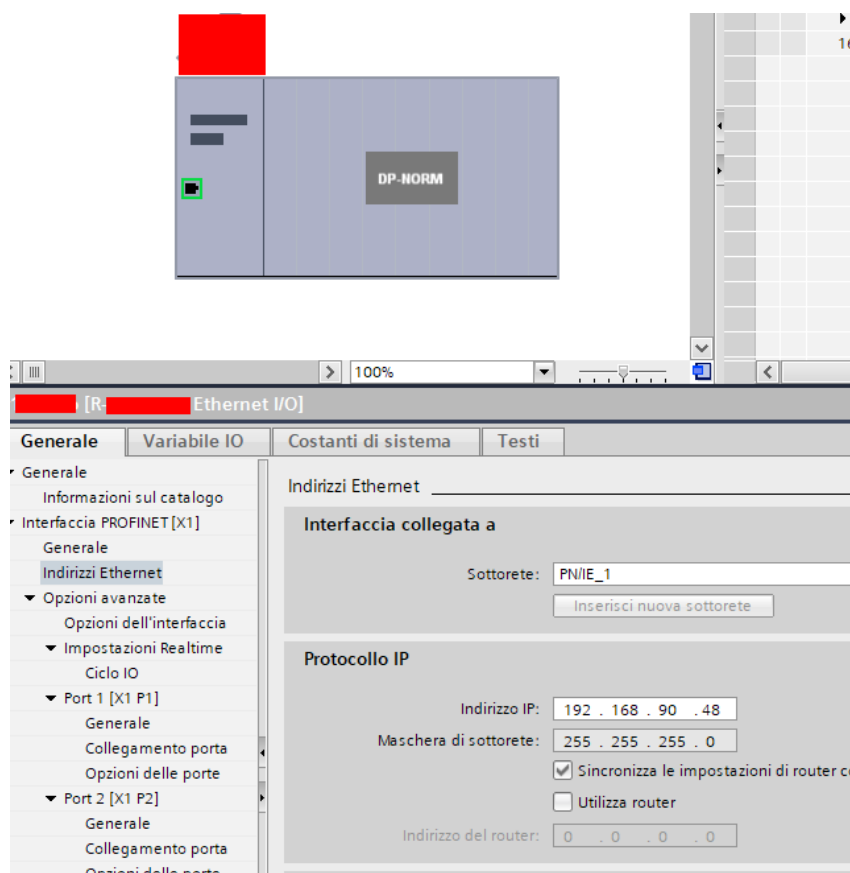 16
DP-NORM
100%
[R- Ethernet I/O]
Generale Variabile IO Costanti di sistema Testi
Generale
Informazioni sul catalogo
Interfaccia PROFINET [X1]
Generale
Indirizzi Ethernet
Opzioni avanzate
Opzioni dell'interfaccia
Impostazioni Realtime
Ciclo IO
Port 1 [X1 P1]
Generale
Collegamento porta
Opzioni delle porte
Port 2 [X1 P2]
Generale
Collegamento porta
Opzioni delle porte
Indirizzi Ethernet
Interfaccia collegata a
Sottorete: PN/IE_1
Inserisci nuova sottorete
Protocollo IP
Indirizzo IP: 192 . 168 . 90 . 48
Maschera di sottorete: 255 . 255 . 255 . 0
Sincronizza le impostazioni di router c
Utilizza router
Indirizzo del router: 0 . 0 . 0 . 0